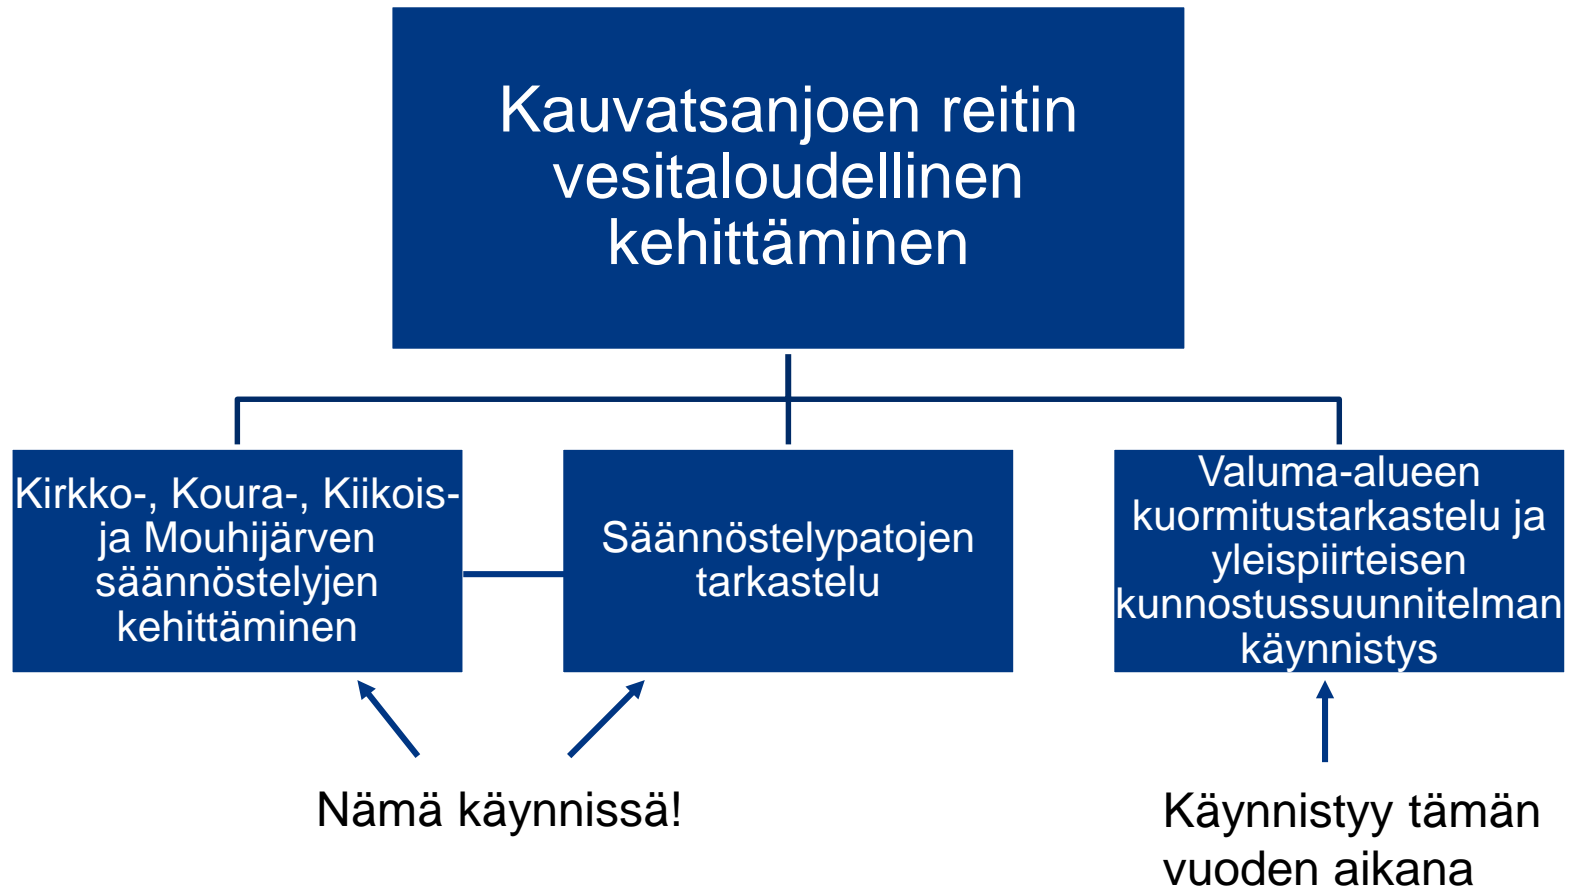 Kauvatsanjoen reitin
vesitaloudellinen
kehittäminen
Kirkko-, Koura-, Kiikois-
ja Mouhijärven
säännöstelyjen
kehittäminen
Säännöstelypatojen
tarkastelu
Valuma-alueen
kuormitustarkastelu ja
yleispiirteisen
kunnostussuunnitelman
käynnistys
Nämä käynnissä!
Käynnistyy tämän
vuoden aikana